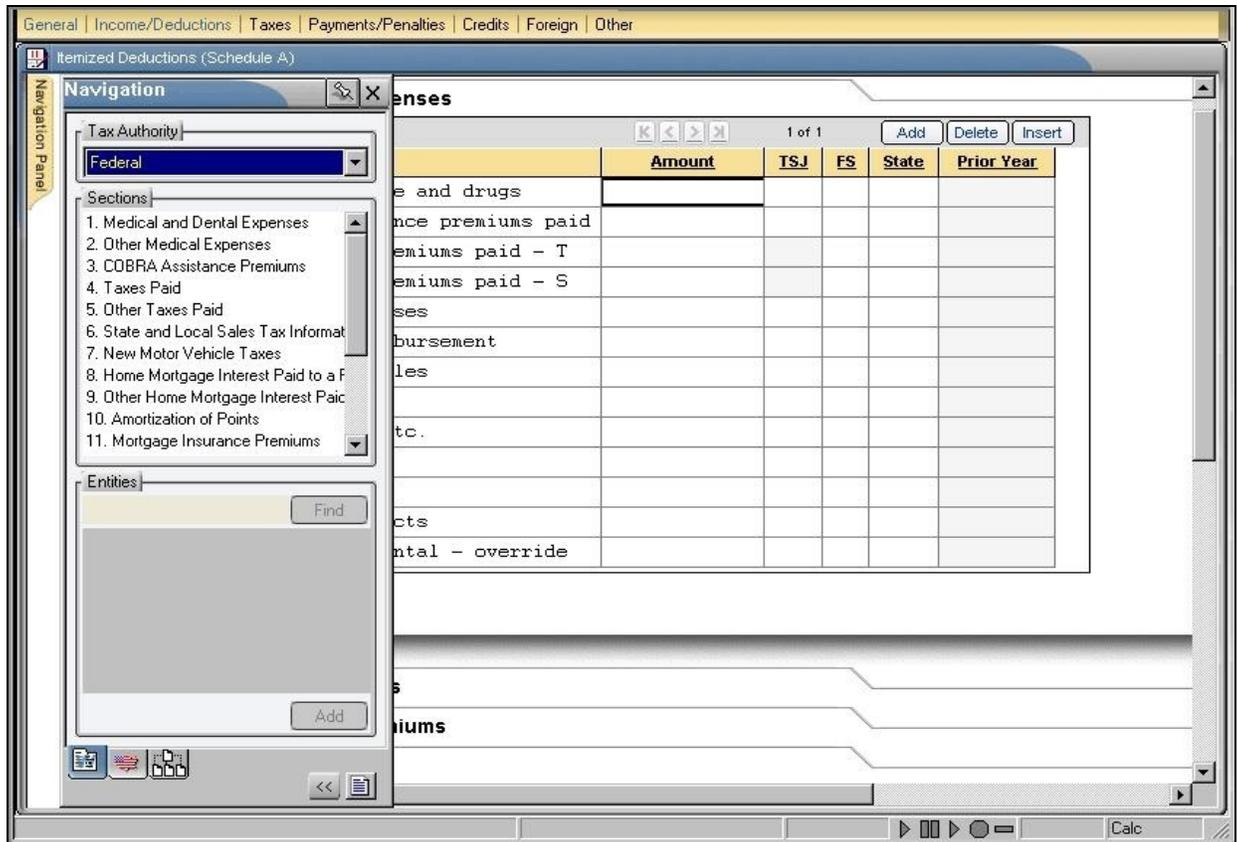 General | Income/Deductions | Taxes | Payments/Penalties | Credits | Foreign | Other
Itemized Deductions (Schedule A)
Navigation Panel
Navigation
Tax Authority
Federal
Sections
1. Medical and Dental Expenses
2. Other Medical Expenses
3. COBRA Assistance Premiums
4. Taxes Paid
5. Other Taxes Paid
6. State and Local Sales Tax Informat
7. New Motor Vehicle Taxes
8. Home Mortgage Interest Paid to a F
9. Other Home Mortgage Interest Paid
10. Amortization of Points
11. Mortgage Insurance Premiums
Entities
Find
Add
<<
enses
1 of 1 Add Delete Insert
Amount TSJ FS State Prior Year
e and drugs
nce premiums paid
emiums paid - T
emiums paid - S
ses
bursement
les
tc.
cts
ntal - override
s
iums
Calc